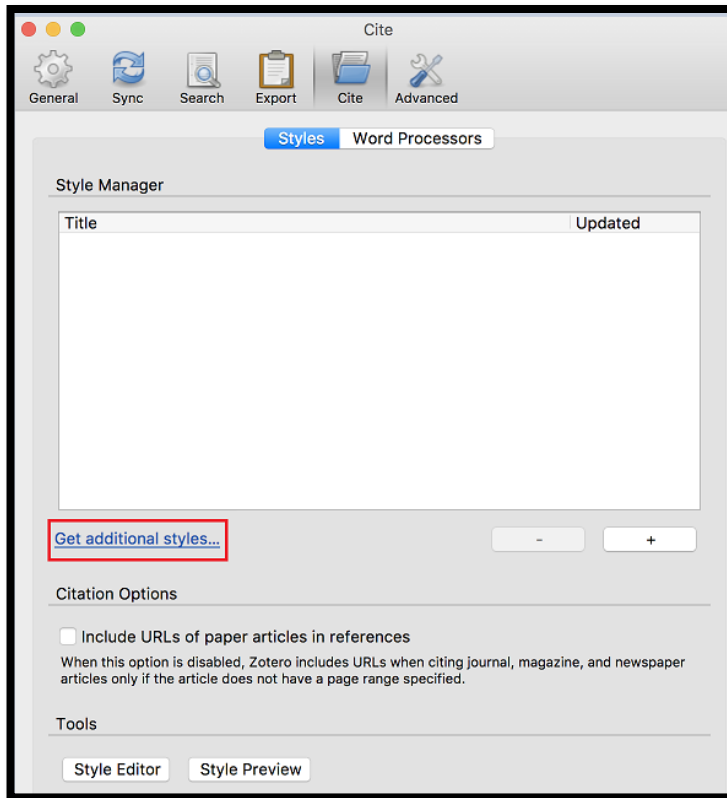 Cite
General Sync Search Export Cite Advanced
Styles Word Processors
Style Manager
Title Updated
Get additional styles... - +
Citation Options
Include URLs of paper articles in references
When this option is disabled, Zotero includes URLs when citing journal, magazine, and newspaper
articles only if the article does not have a page range specified.
Tools
Style Editor Style Preview